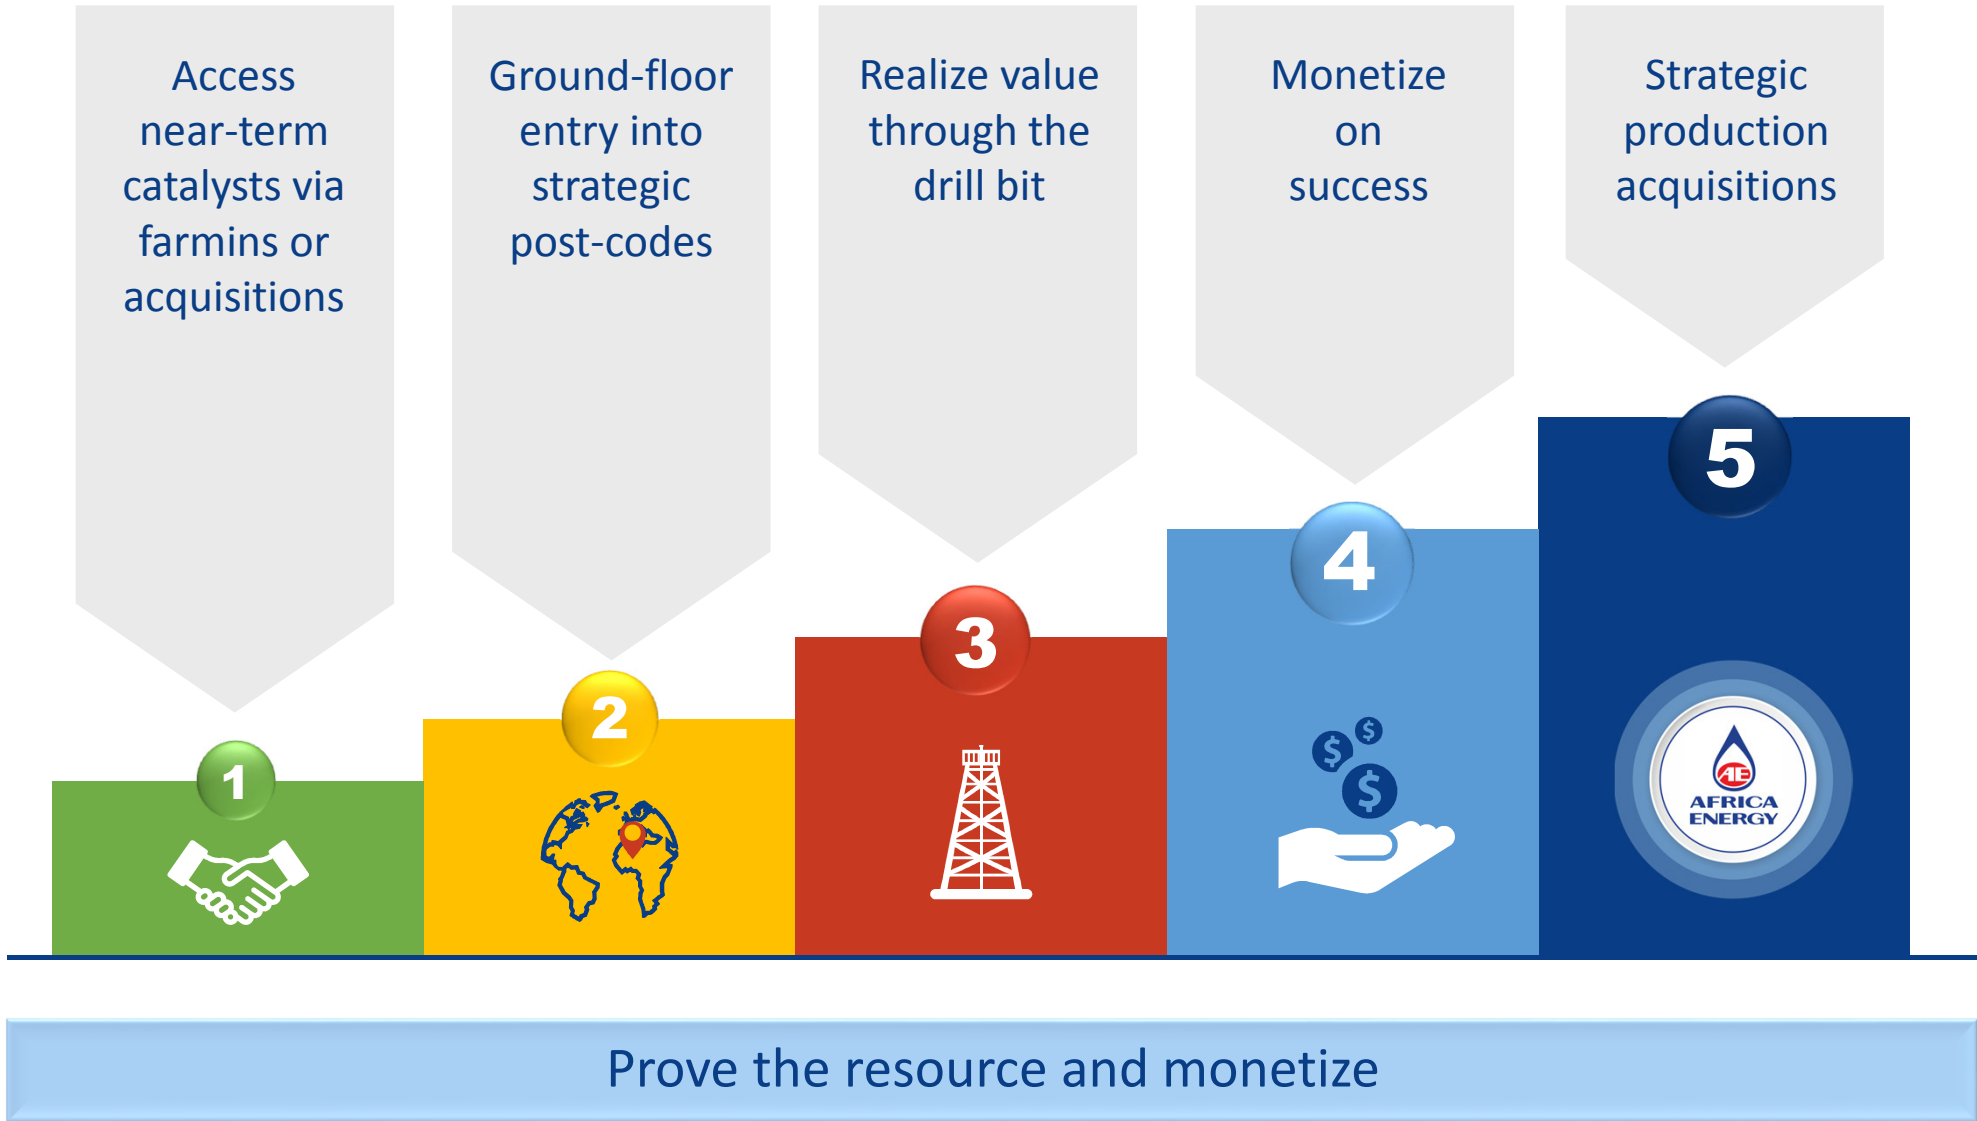 Access
near-term
catalysts via
farmins or
acquisitions
Ground-floor
entry into
strategic
post-codes
Realize value
through the
drill bit
Monetize
on
success
Strategic
production
acquisitions
1
2
3
4
5
$
$
$
AE
AFRICA
ENERGY
Prove the resource and monetize